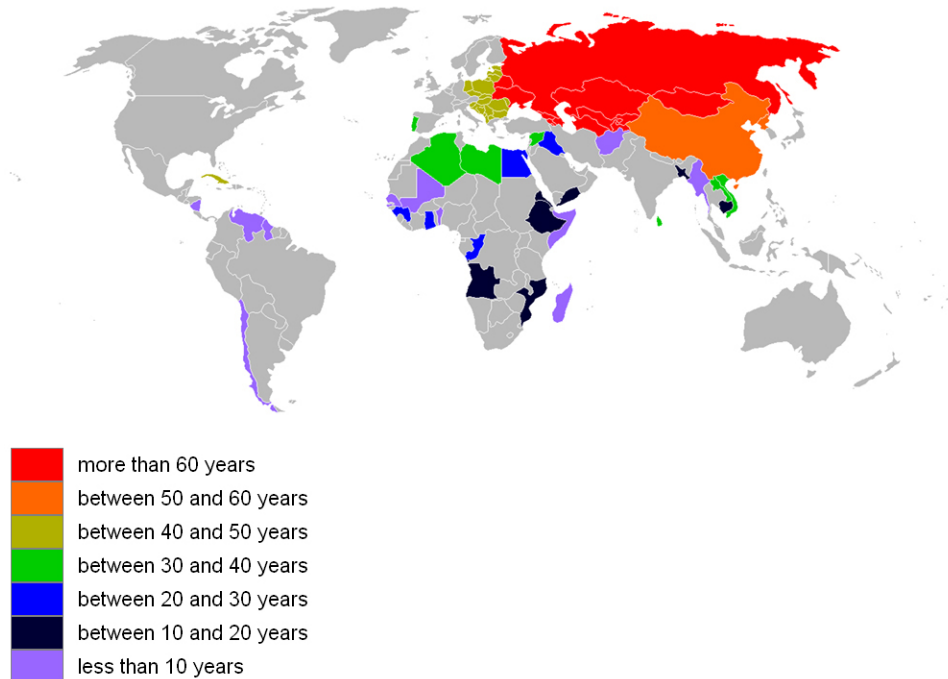 more than 60 years
between 50 and 60 years
between 40 and 50 years
between 30 and 40 years
between 20 and 30 years
between 10 and 20 years
less than 10 years